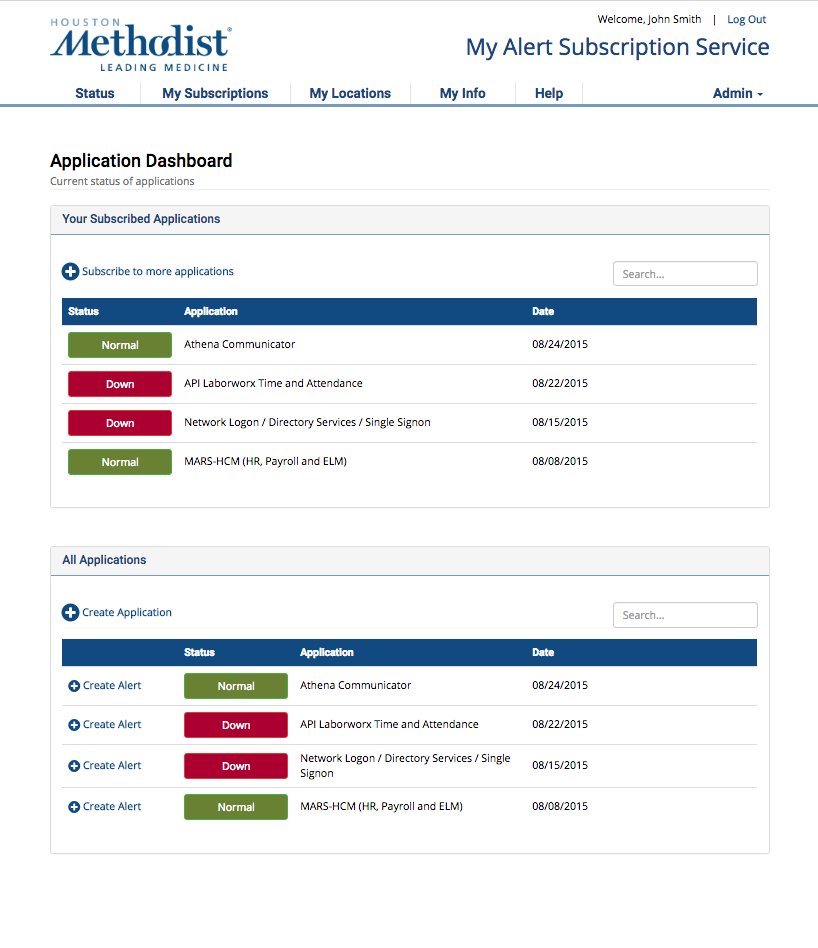 HOUSTON
Methodist
LEADING MEDICINE
Welcome, John Smith | Log Out
My Alert Subscription Service
Status My Subscriptions My Locations My Info Help Admin
Application Dashboard
Current status of applications
Your Subscribed Applications
Subscribe to more applications Search...
Status Application Date
Normal Athena Communicator 08/24/2015
Down API Laborworx Time and Attendance 08/22/2015
Down Network Logon / Directory Services / Single Signon 08/15/2015
Normal MARS-HCM (HR, Payroll and ELM) 08/08/2015
All Applications
Create Application Search...
Status Application Date
Create Alert Normal Athena Communicator 08/24/2015
Create Alert Down API Laborworx Time and Attendance 08/22/2015
Create Alert Down Network Logon / Directory Services / Single 08/15/2015
Signon
Create Alert Normal MARS-HCM (HR, Payroll and ELM) 08/08/2015